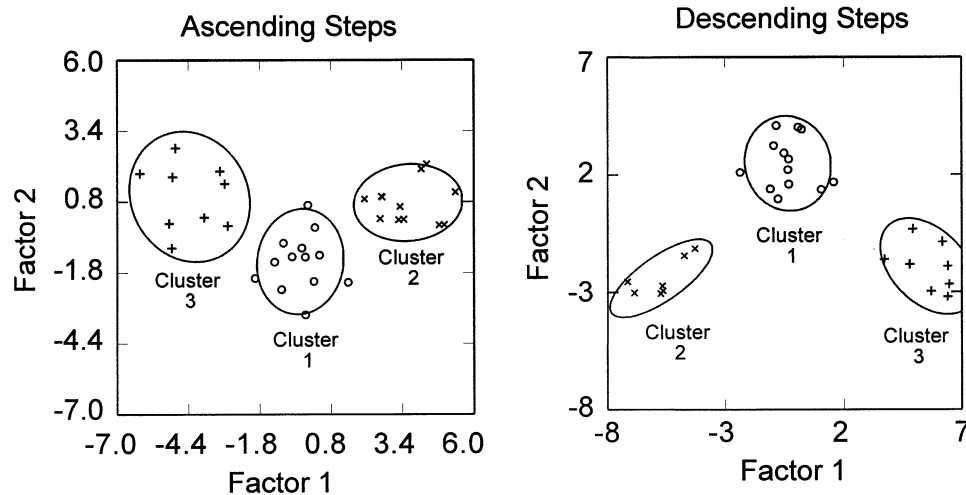 Ascending Steps
6.0
3.4
0.8
-1.8
-4.4
-7.0
Factor 2
Cluster
3
Cluster
1
Cluster
2
-7.0 -4.4 -1.8 0.8 3.4 6.0
Factor 1
Descending Steps
7
2
-3
-8
Factor 2
Cluster
1
Cluster
2
Cluster
3
-8 -3 2 7
Factor 1